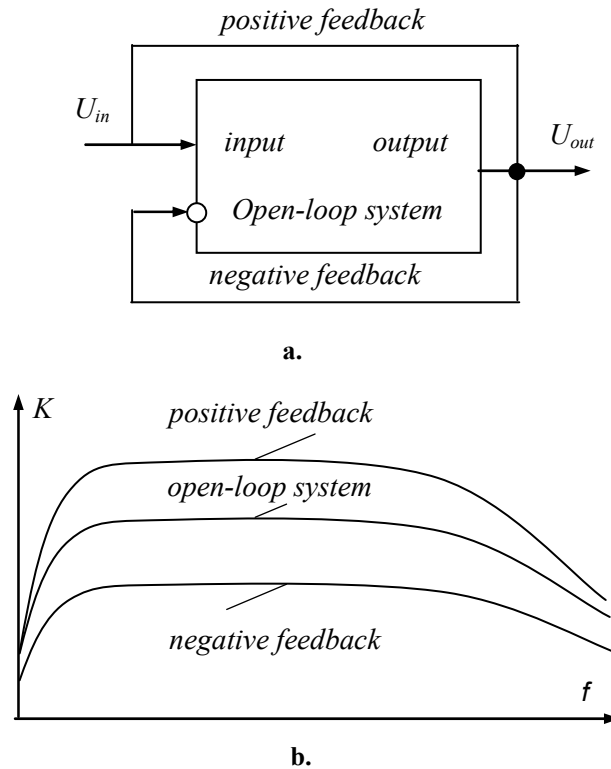 positive feedback
U_in
input output
U_out
Open-loop system
negative feedback
a.
K
positive feedback
open-loop system
negative feedback
f
b.